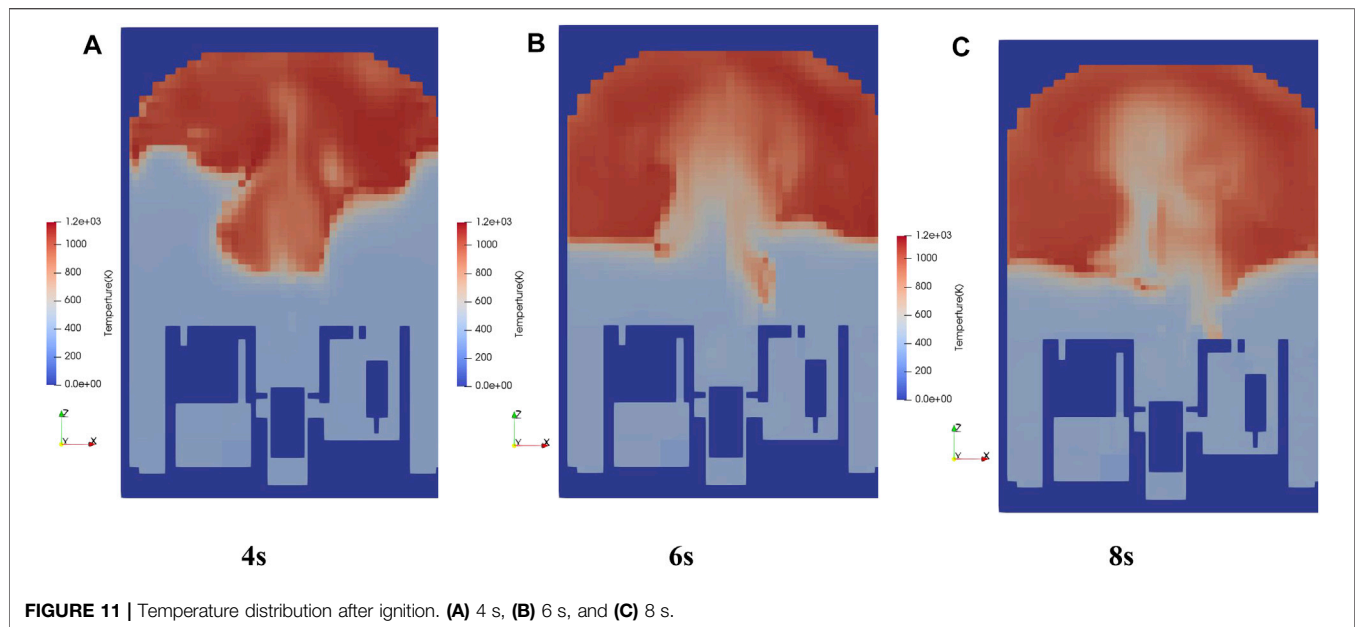 A
B
C
1.2e+03
1000
800
600
400
200
0.0e+00
Temperture(K)
Z
Y
X
1.2e+03
1000
800
600
400
200
0.0e+00
Temperture(K)
Z
Y
X
1.2e+03
1000
800
600
400
200
0.0e+00
Temperture(K)
Z
Y
X
4s
6s
8s
FIGURE 11 | Temperature distribution after ignition. (A) 4 s, (B) 6 s, and (C) 8 s.